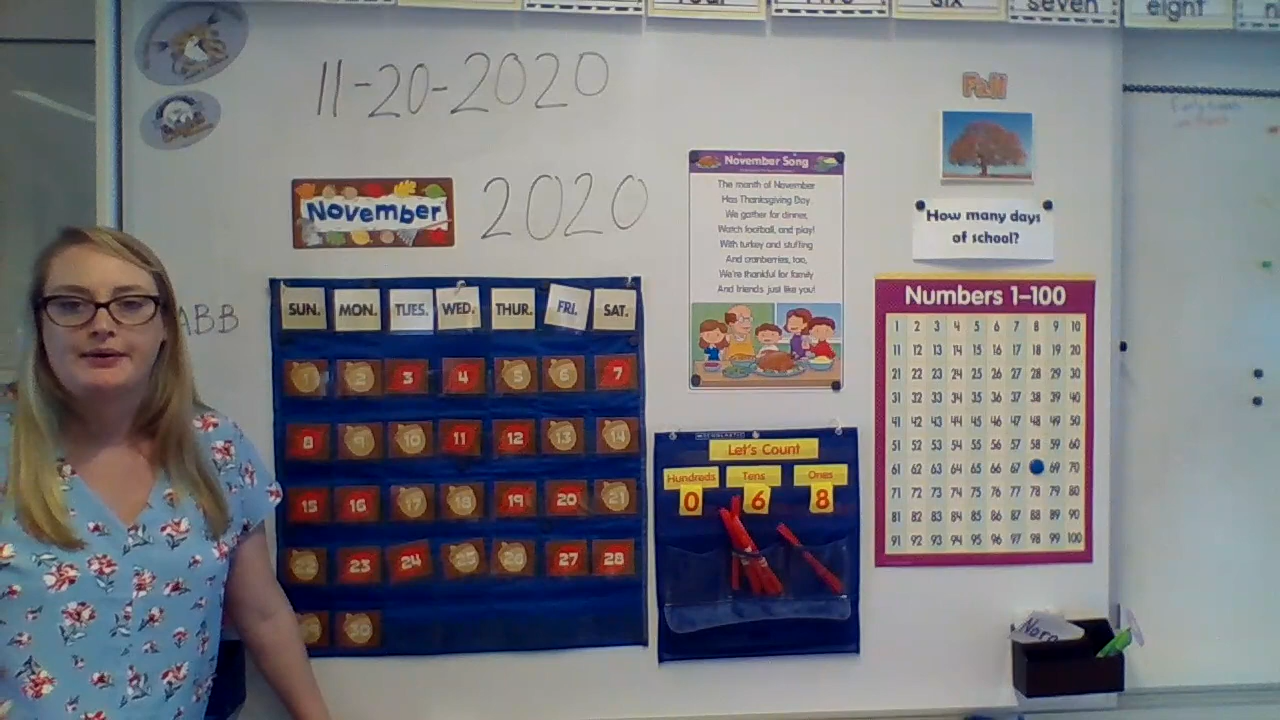 four
five
six
seven
eight
11-20-2020
November
2020
ABB
SUN. MON. TUES. WED. THUR. FRI. SAT.
1 2 3 4 5 6 7
8 9 10 11 12 13 14
15 16 17 18 19 20 21
22 23 24 25 26 27 28
29 30
November Song
The month of November
Has Thanksgiving Day.
We gather for dinner,
Watch football, and play!
With turkey and stuffing
And cranberries, too,
We're thankful for family
And friends just like you!
SCHOLASTIC
Let's Count
Hundreds Tens Ones
0 6 8
Fall
How many days
of school?
Numbers 1-100
1 2 3 4 5 6 7 8 9 10
11 12 13 14 15 16 17 18 19 20
21 22 23 24 25 26 27 28 29 30
31 32 33 34 35 36 37 38 39 40
41 42 43 44 45 46 47 48 49 50
51 52 53 54 55 56 57 58 59 60
61 62 63 64 65 66 67 69 70
71 72 73 74 75 76 77 78 79 80
81 82 83 84 85 86 87 88 89 90
91 92 93 94 95 96 97 98 99 100
Nora